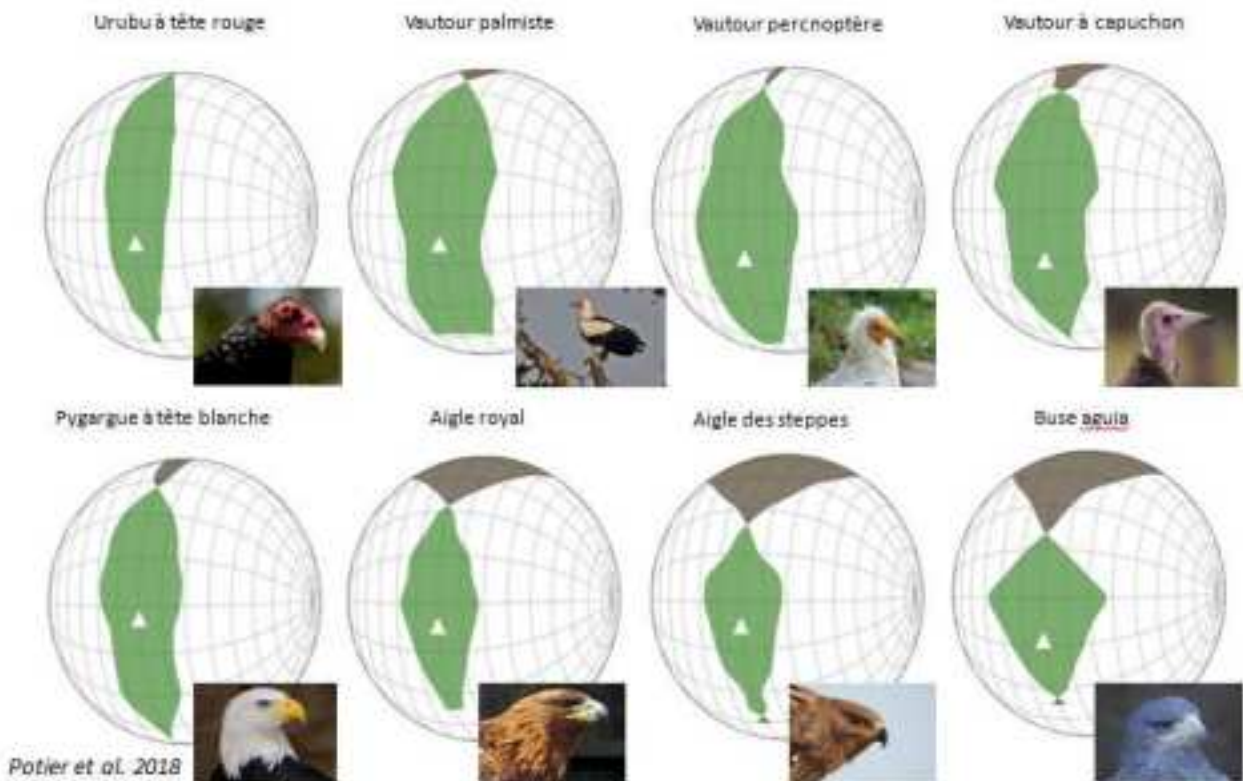 Urubu à tête rouge
Vautour palmiste
Vautour percnoptère
Vautour à capuchon
Pygargue à tête blanche
Aigle royal
Aigle des steppes
Buse aguia
Potier et al. 2018